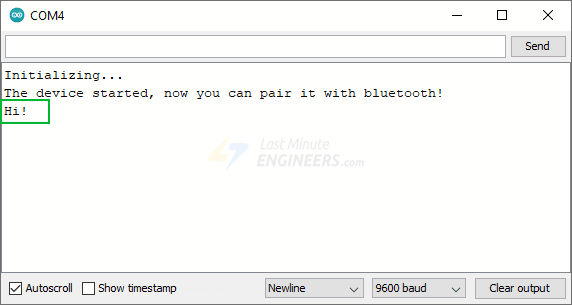 COM4
Send
Initializing...
The device started, now you can pair it with bluetooth!
Hi!
Last Minute
ENGINEERS.com
Autoscroll Show timestamp Newline 9600 baud Clear output